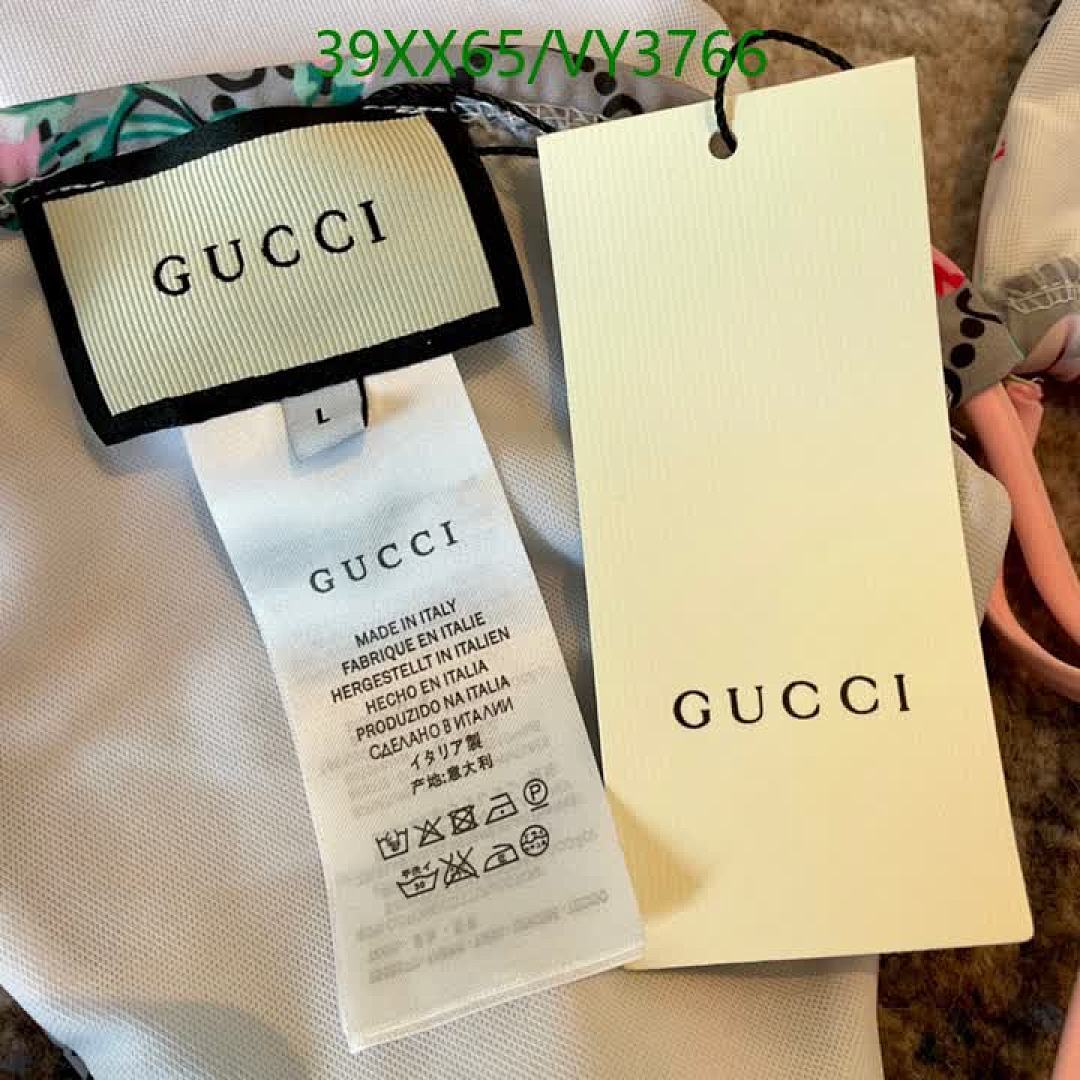 39XX65/VY3766
GUCCI
L
GUCCI
MADE IN ITALY
FABRIQUE EN ITALIE
HERGESTELLT IN ITALIEN
HECHO EN ITALIA
PRODUZIDO NA ITALIA
СДЕЛАНО В ИТАЛИИ
イタリア製
产地:意大利
P
GUCCI